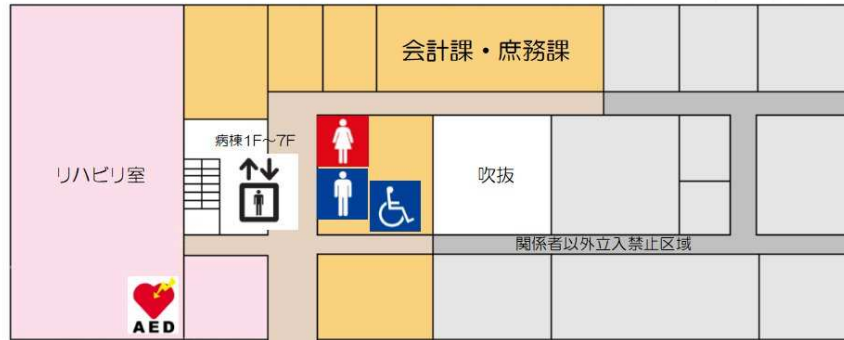 会計課・庶務課
病棟1F～7F
リハビリ室
吹抜
関係者以外立入禁止区域
AED